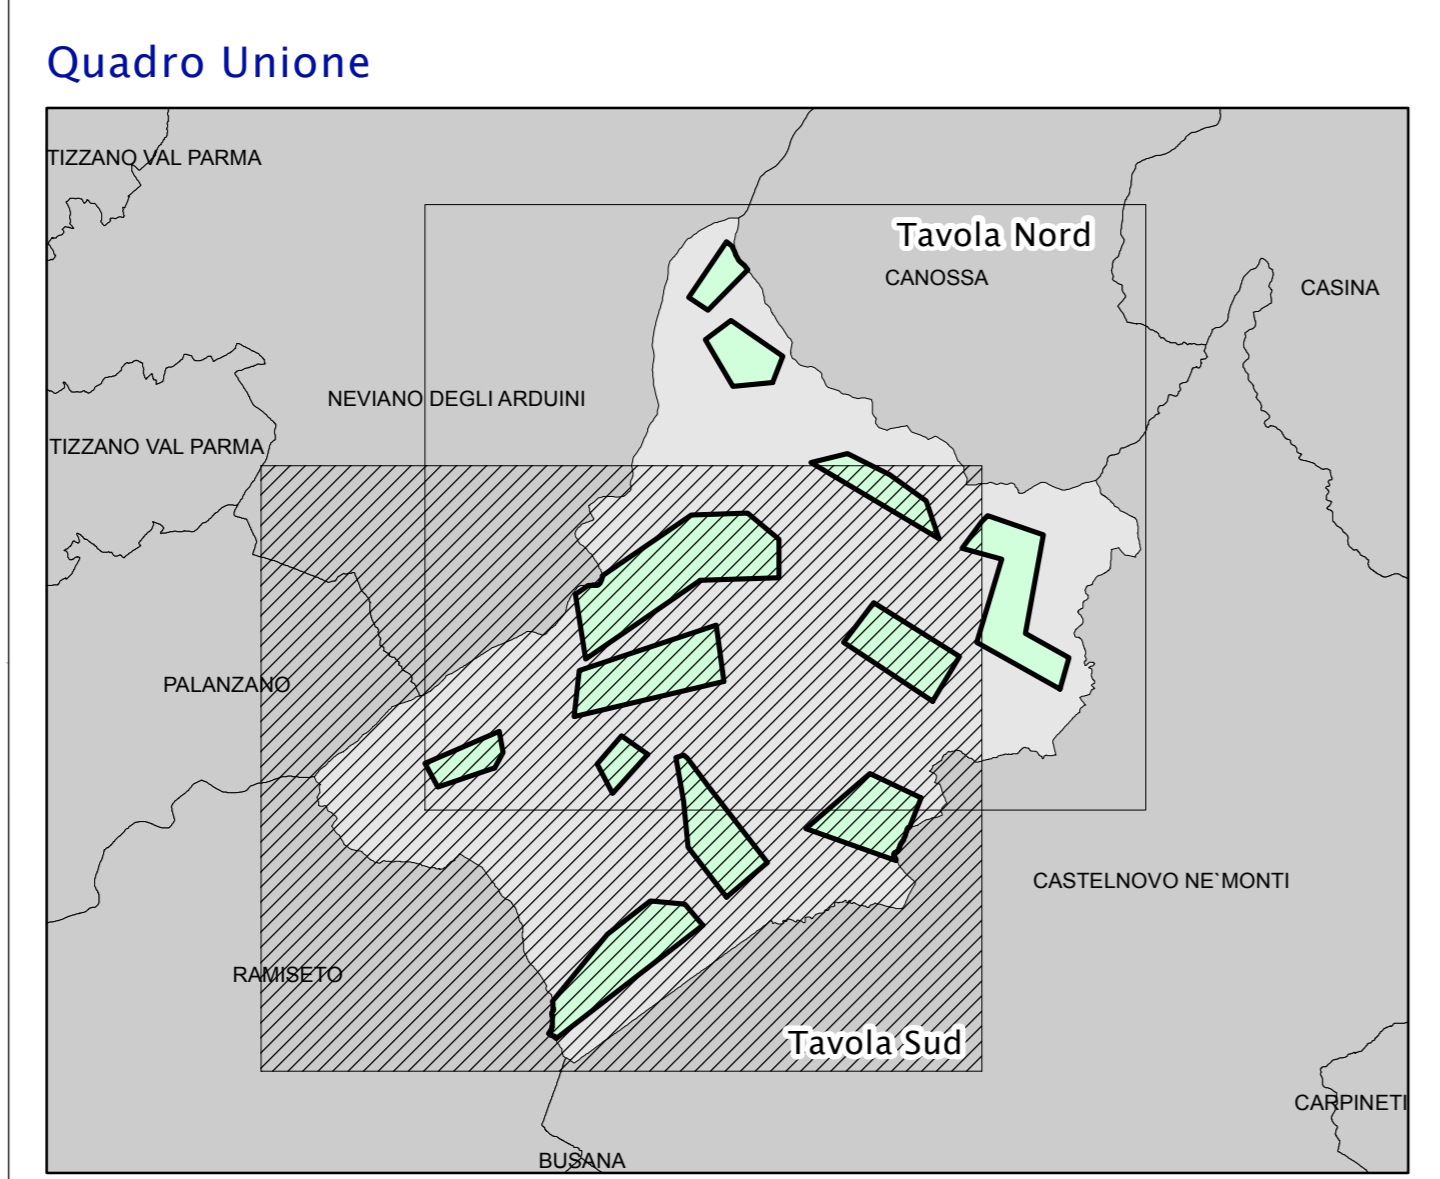 Quadro Unione
TIZZANO VAL PARMA
Tavola Nord
CANOSSA
CASINA
NEVIANO DEGLI ARDUINI
TIZZANO VAL PARMA
PALANZANO
CASTELNOVO NE`MONTI
RAMISETO
Tavola Sud
CARPINETI
BUSANA